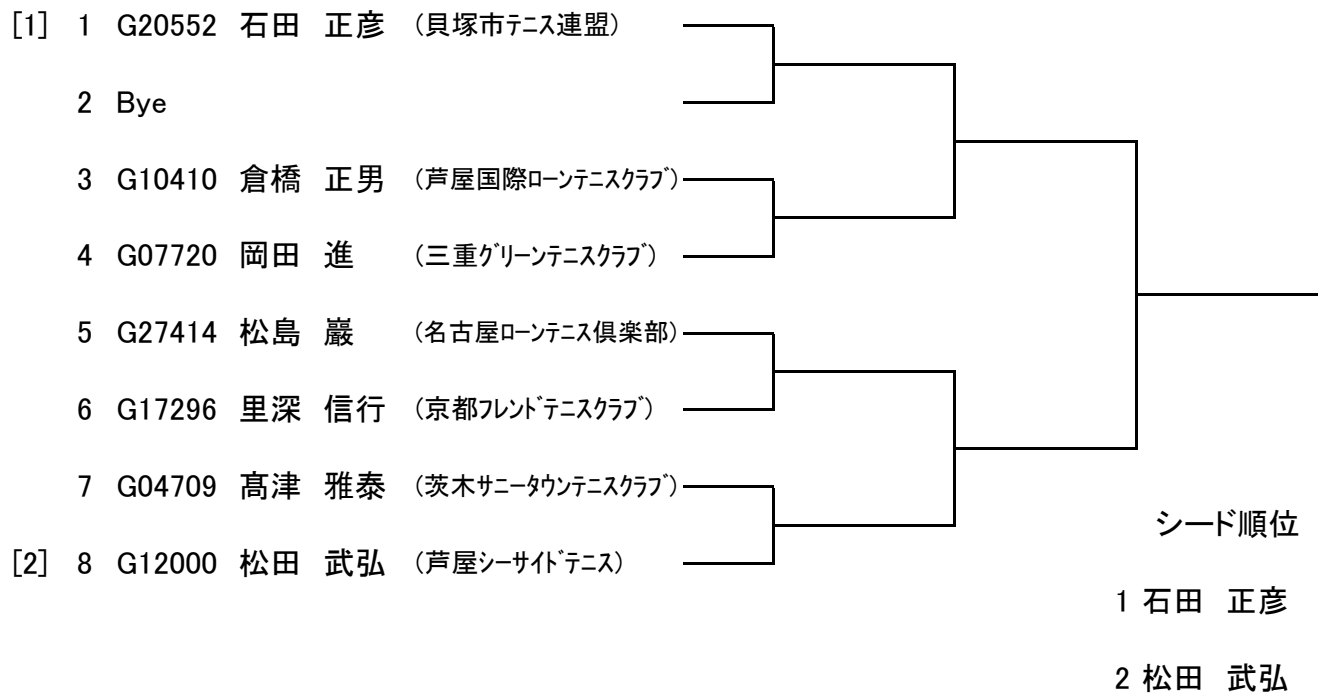 [1] 1 G20552 石田 正彦 (貝塚市ﾃﾆｽ連盟)
2 Bye
3 G10410 倉橋 正男 (芦屋国際ﾛｰﾝﾃﾆｽｸﾗﾌﾞ)
4 G07720 岡田 進 (三重ｸﾞﾘｰﾝﾃﾆｽｸﾗﾌﾞ)
5 G27414 松島 巖 (名古屋ﾛｰﾝﾃﾆｽ倶楽部)
6 G17296 里深 信行 (京都ﾌﾚﾝﾄﾞﾃﾆｽｸﾗﾌﾞ)
7 G04709 髙津 雅泰 (茨木ｻﾆｰﾀｳﾝﾃﾆｽｸﾗﾌﾞ)
シード順位
[2] 8 G12000 松田 武弘 (芦屋ｼｰｻｲﾄﾞﾃﾆｽ)
1 石田 正彦
2 松田 武弘